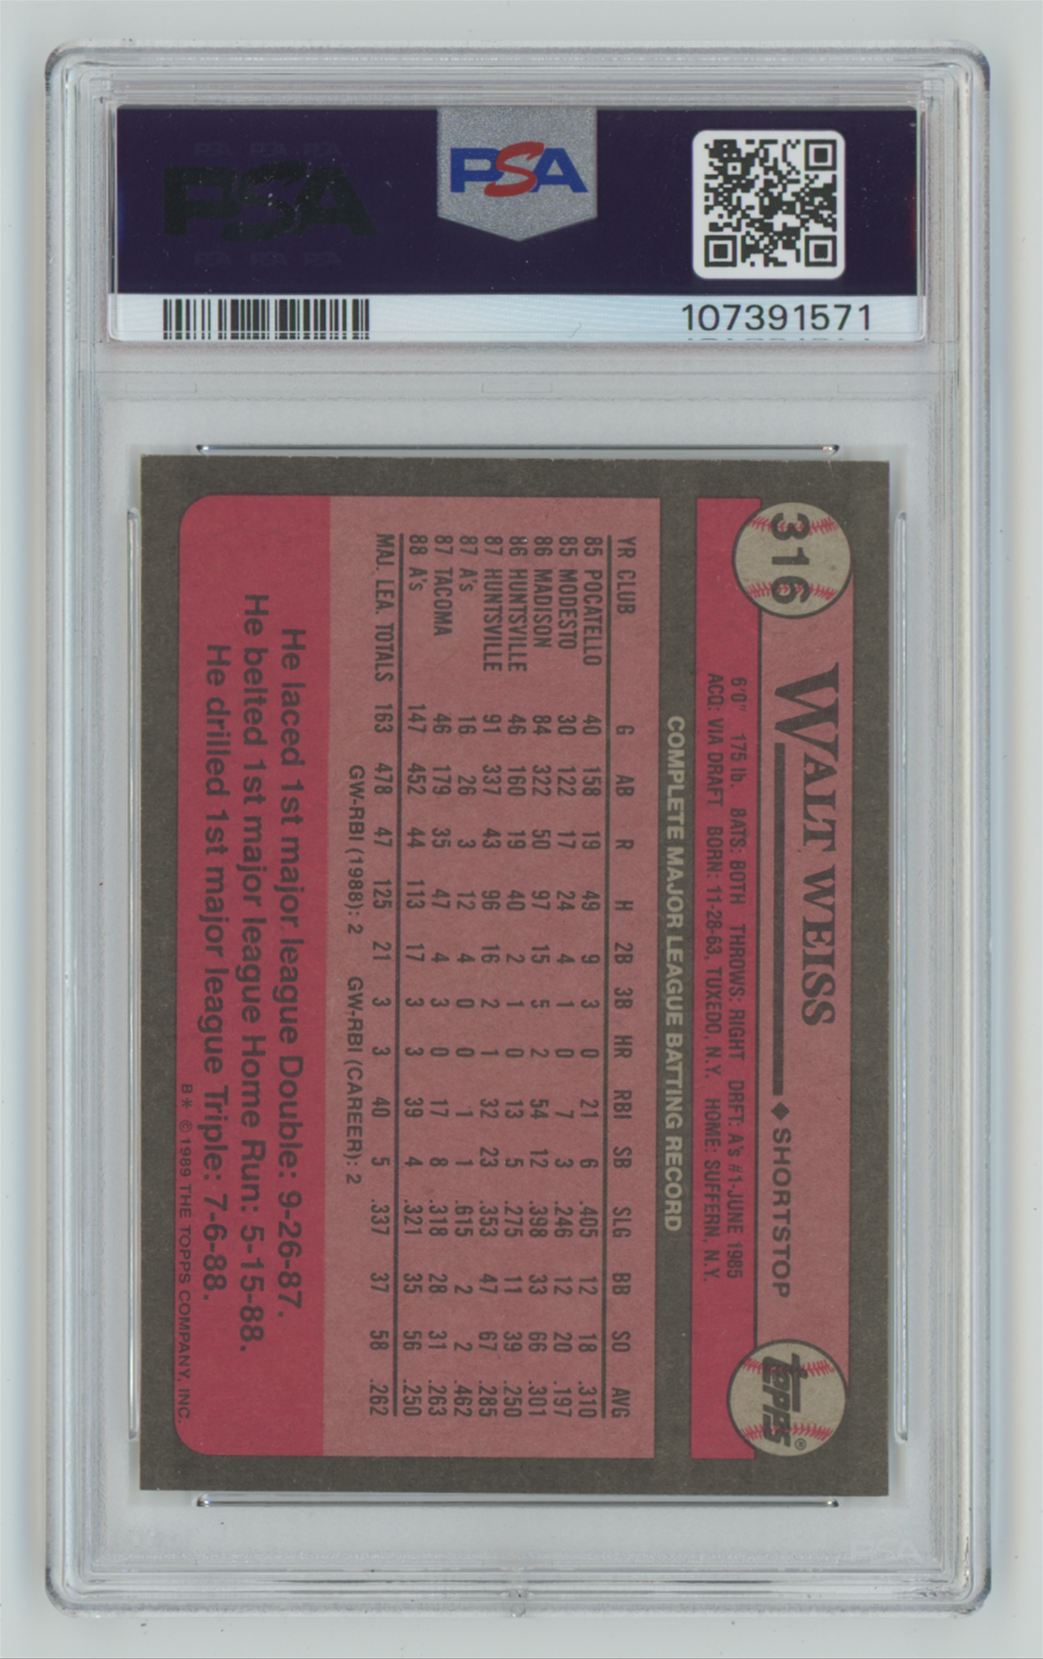 PSA PSA PSA
PSA
PSA PSA PSA
PSA
107391571
316
WALT WEISS ◆ SHORTSTOP
TOPPS®
6'0" 175 lb. BATS: BOTH THROWS: RIGHT DRFT: A's #1-JUNE 1985
ACQ: VIA DRAFT BORN: 11-28-63, TUXEDO, N.Y. HOME: SUFFERN, N.Y.
COMPLETE MAJOR LEAGUE BATTING RECORD
YR CLUB G AB R H 2B 3B HR RBI SB SLG BB SO AVG
85 POCATELLO 40 158 19 49 9 3 0 21 6 .405 12 18 .310
85 MODESTO 30 122 17 24 4 1 0 7 3 .246 12 20 .197
86 MADISON 84 322 50 97 15 5 2 54 12 .398 33 66 .301
86 HUNTSVILLE 46 160 19 40 2 1 0 13 5 .275 11 39 .250
87 HUNTSVILLE 91 337 43 96 16 2 1 32 23 .353 47 67 .285
87 A's 16 26 3 12 4 0 0 1 1 .615 2 2 .462
87 TACOMA 46 179 35 47 4 3 0 17 8 .318 28 31 .263
88 A's 147 452 44 113 17 3 3 39 4 .321 35 56 .250
MAJ. LEA. TOTALS 163 478 47 125 21 3 3 40 5 .337 37 58 .262
GW-RBI (1988): 2 GW-RBI (CAREER): 2
He laced 1st major league Double: 9-26-87.
He belted 1st major league Home Run: 5-15-88.
He drilled 1st major league Triple: 7-6-88.
B* © 1989 THE TOPPS COMPANY, INC.
PSA